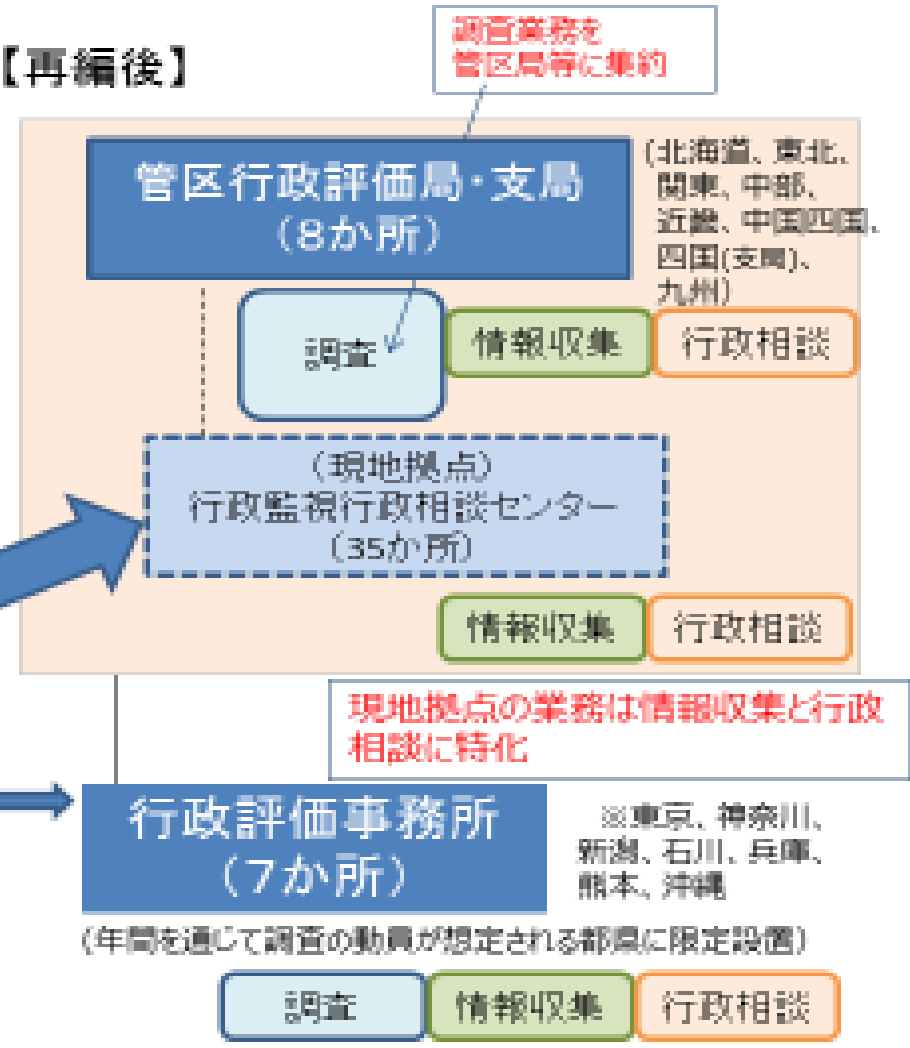 調査業務を
管区局等に集約
【再編後】
管区行政評価局・支局
(8か所)
(北海道、東北、
関東、中部、
近畿、中国四国、
四国(支局)、
九州)
調査
情報収集
行政相談
(現地拠点)
行政監視行政相談センター
(35か所)
情報収集
行政相談
現地拠点の業務は情報収集と行政
相談に特化
行政評価事務所
(7か所)
※東京、神奈川、
新潟、石川、兵庫、
熊本、沖縄
(年間を通じて調査の動員が想定される都県に限定設置)
調査
情報収集
行政相談